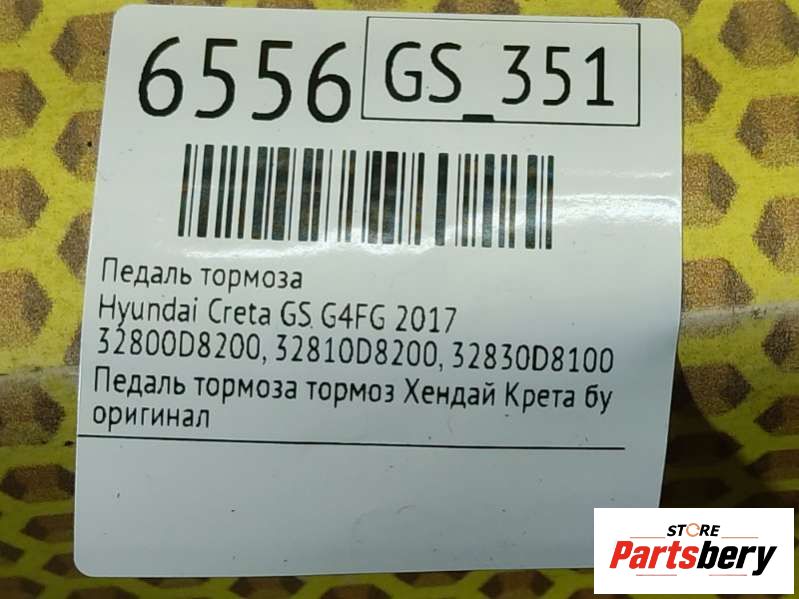 6556 GS_351
Педаль тормоза
Hyundai Creta GS G4FG 2017
32800D8200, 32810D8200, 32830D8100
Педаль тормоза тормоз Хендай Крета бу
оригинал
STORE
Partsbery